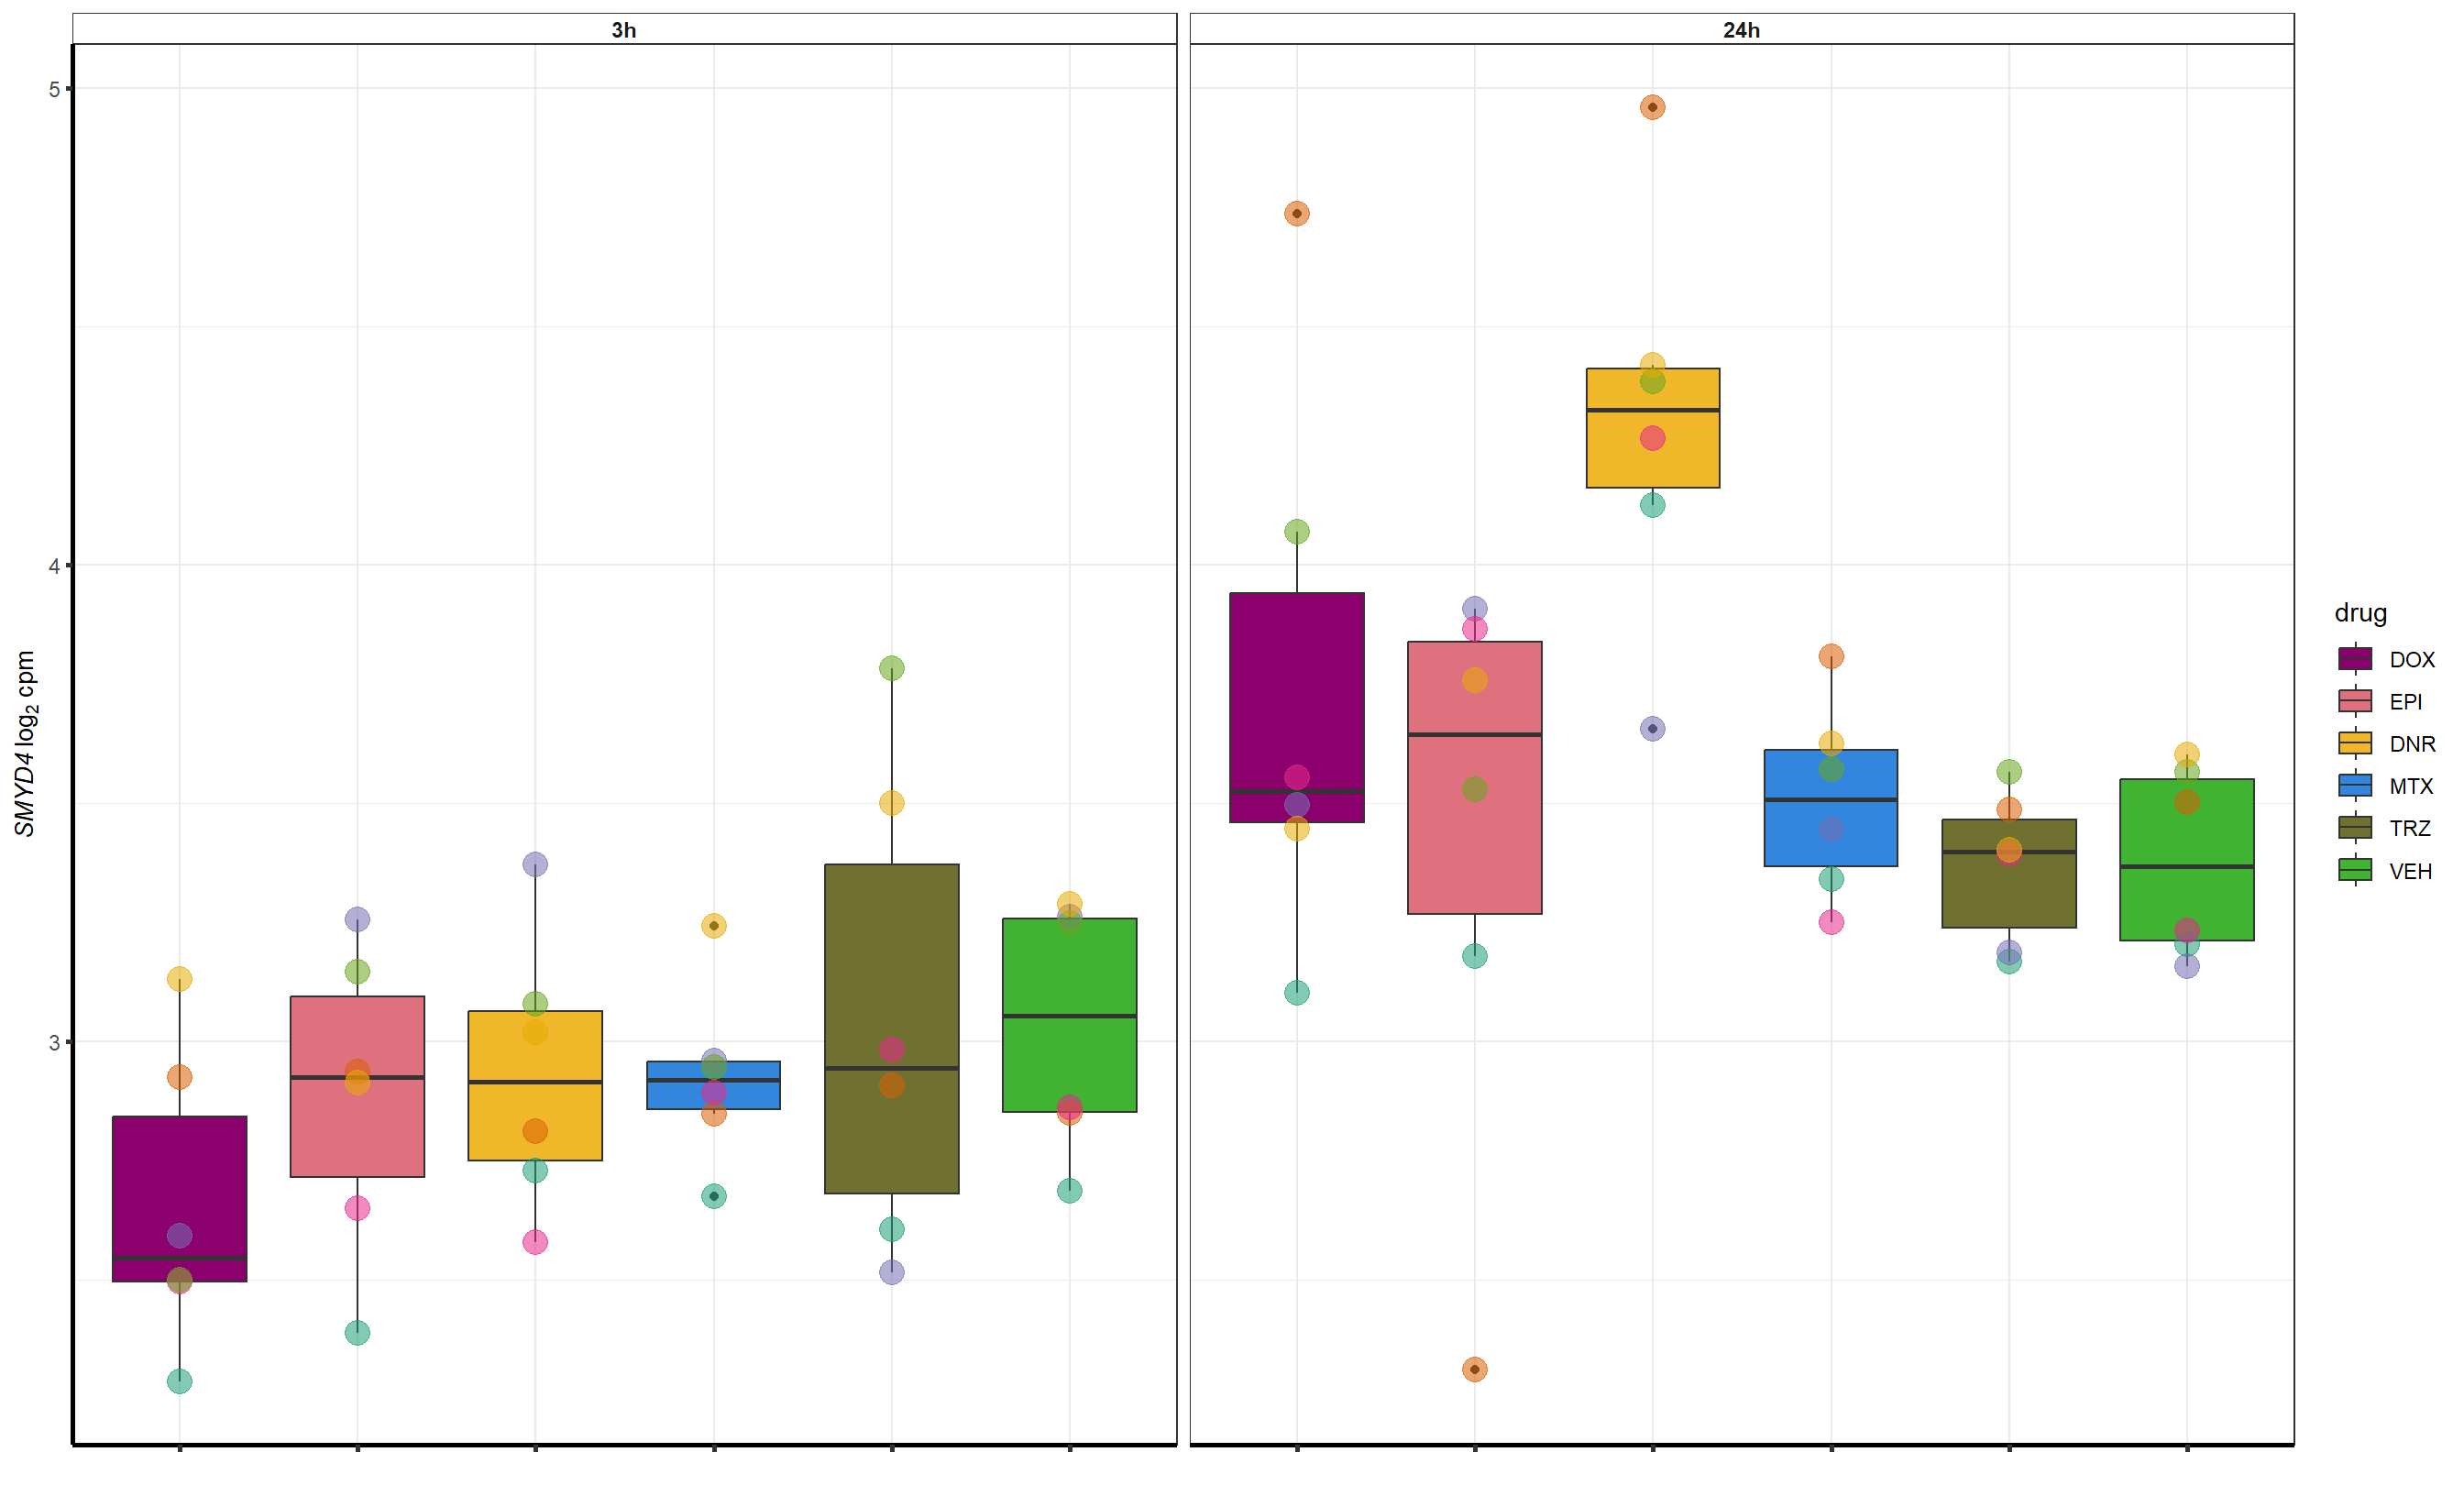 3h
24h
5
4
3
SMYD4 log₂ cpm
drug
DOX
EPI
DNR
MTX
TRZ
VEH